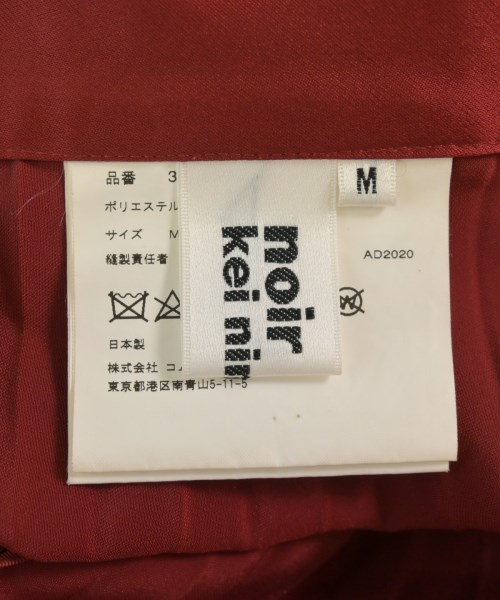 品番 3
ポリエステル
サイズ M
縫製責任者
AD2020
日本製
株式会社 コム
東京都港区南青山5-11-5
noir
kei nin
M
W